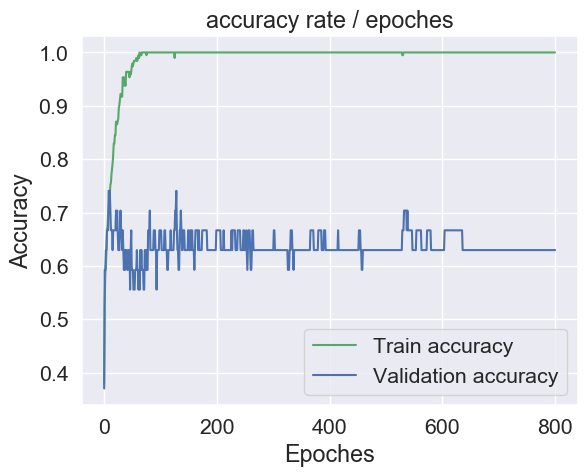 accuracy rate / epoches
1.0
0.9
0.8
0.7
0.6
0.5
0.4
Accuracy
Train accuracy
Validation accuracy
0
200
400
600
800
Epoches